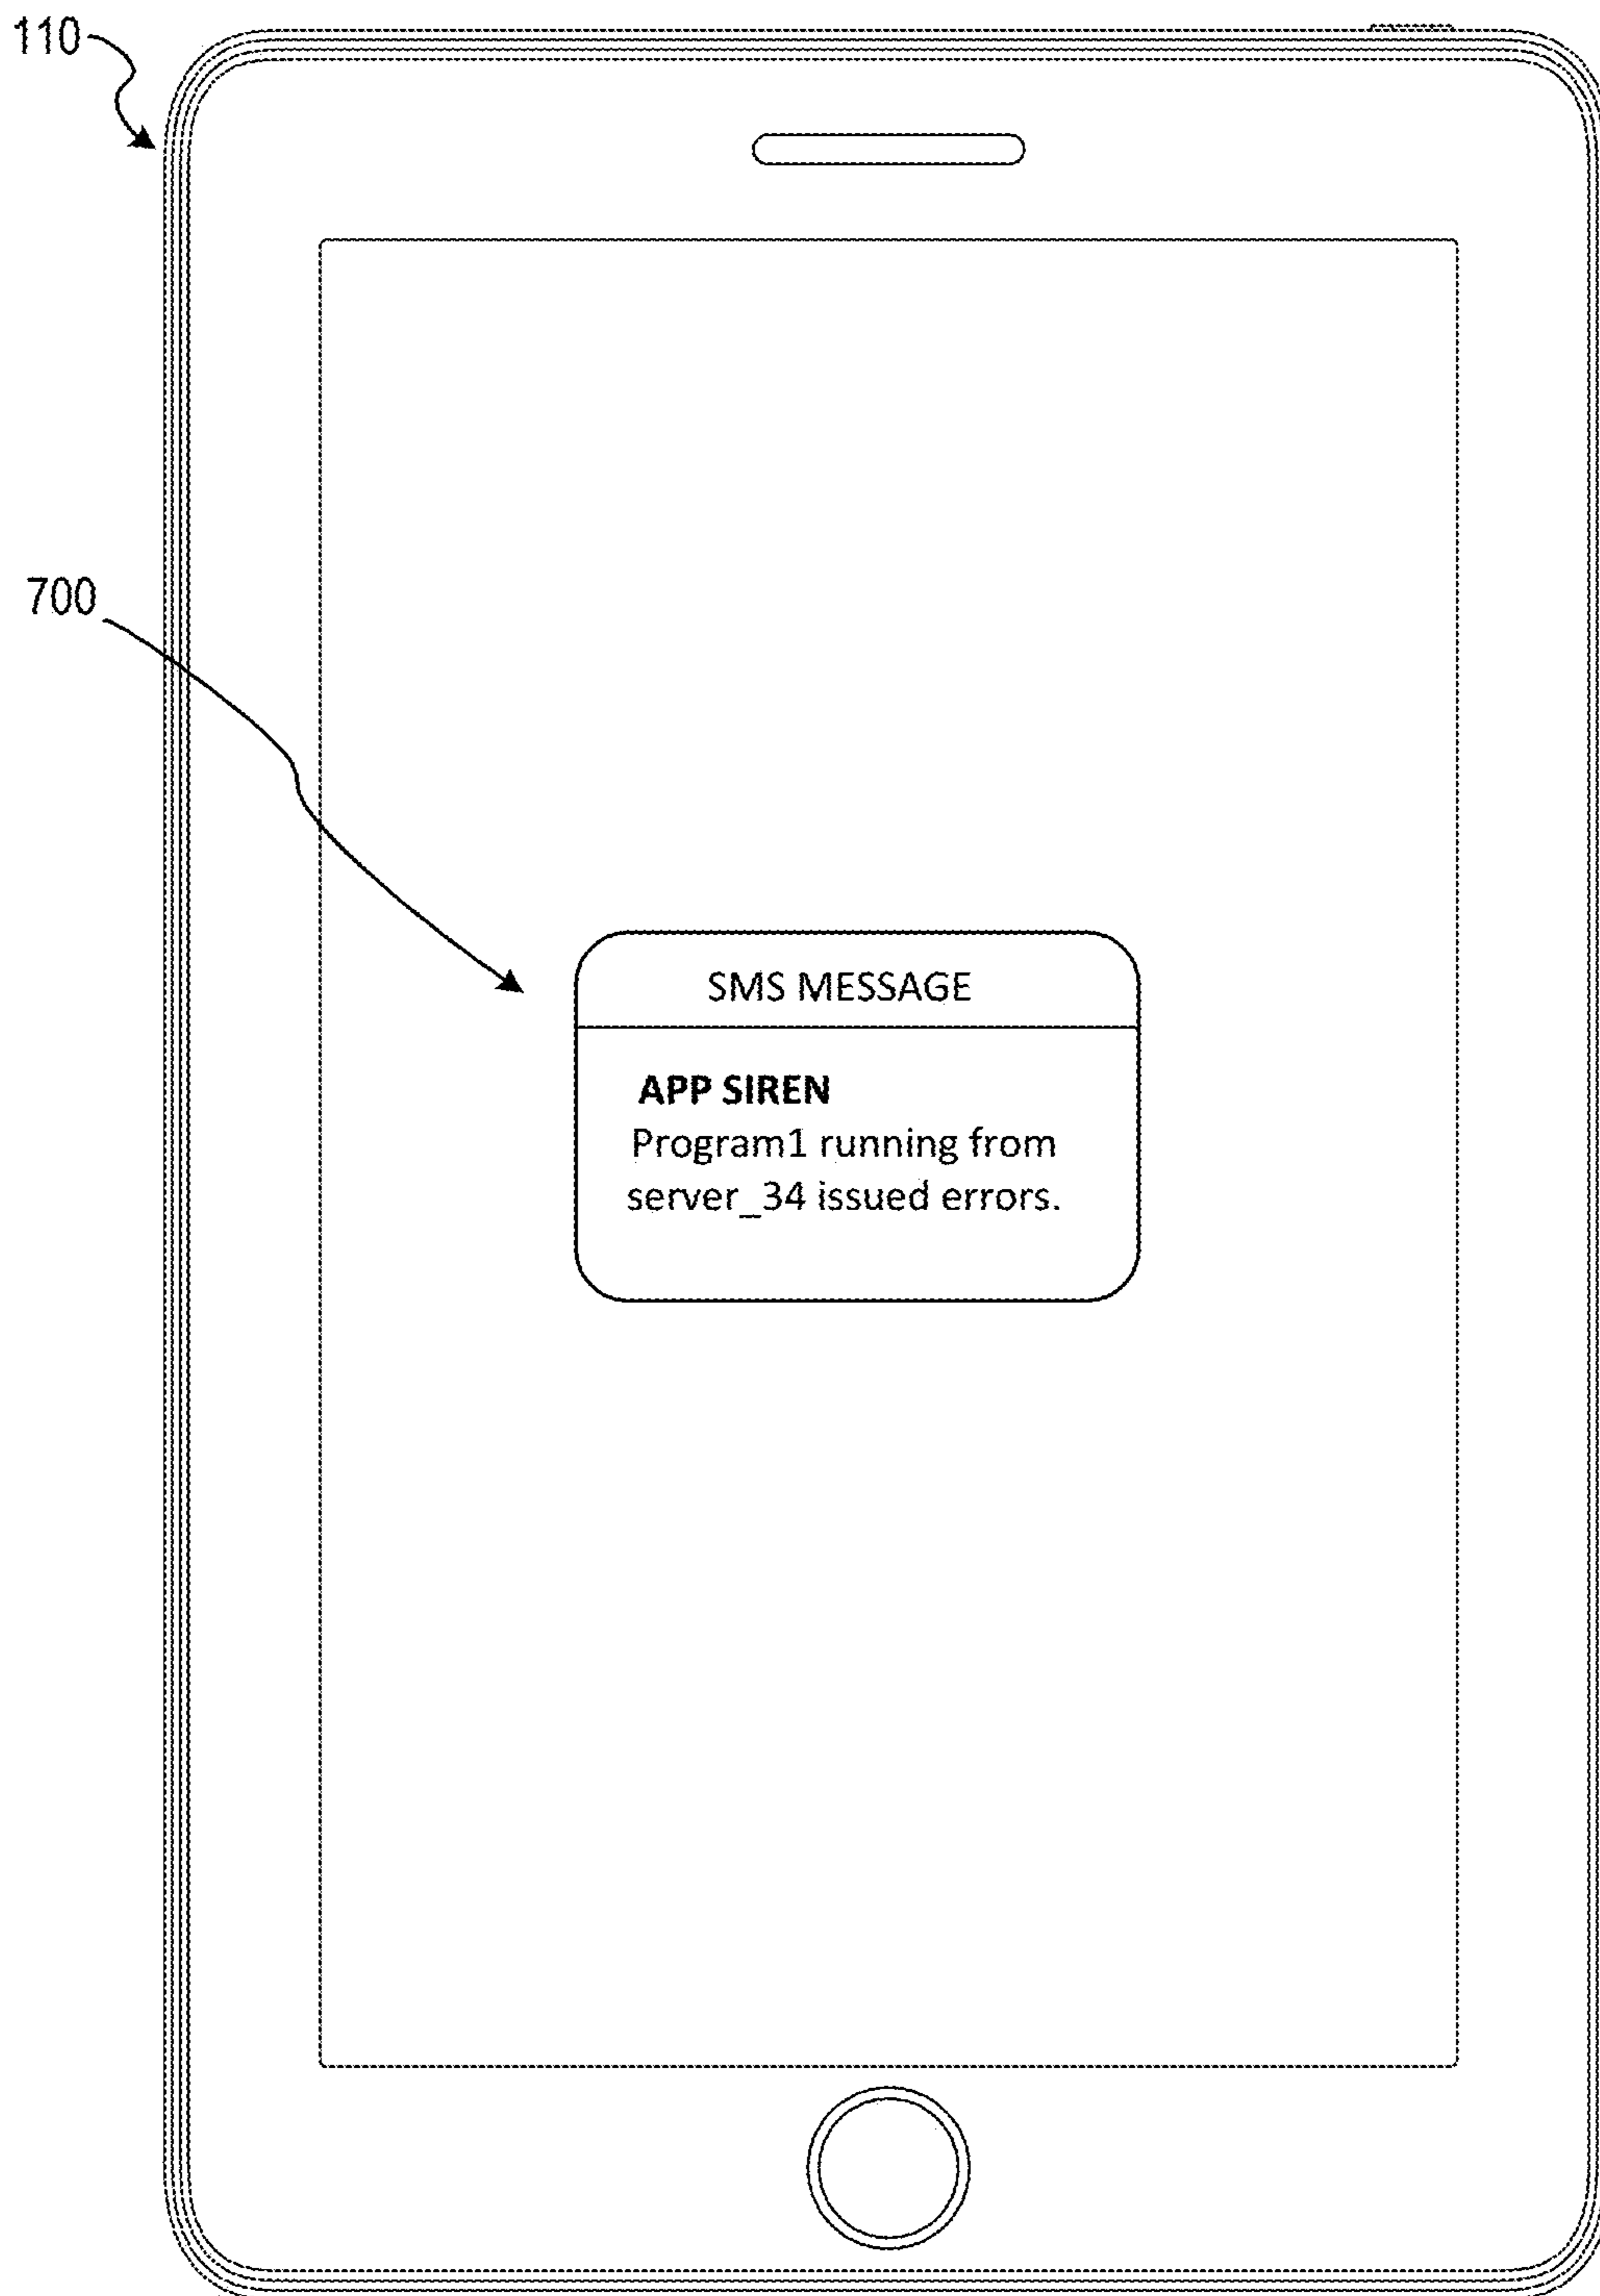 110
700
SMS MESSAGE
APP SIREN
Program1 running from
server_34 issued errors.